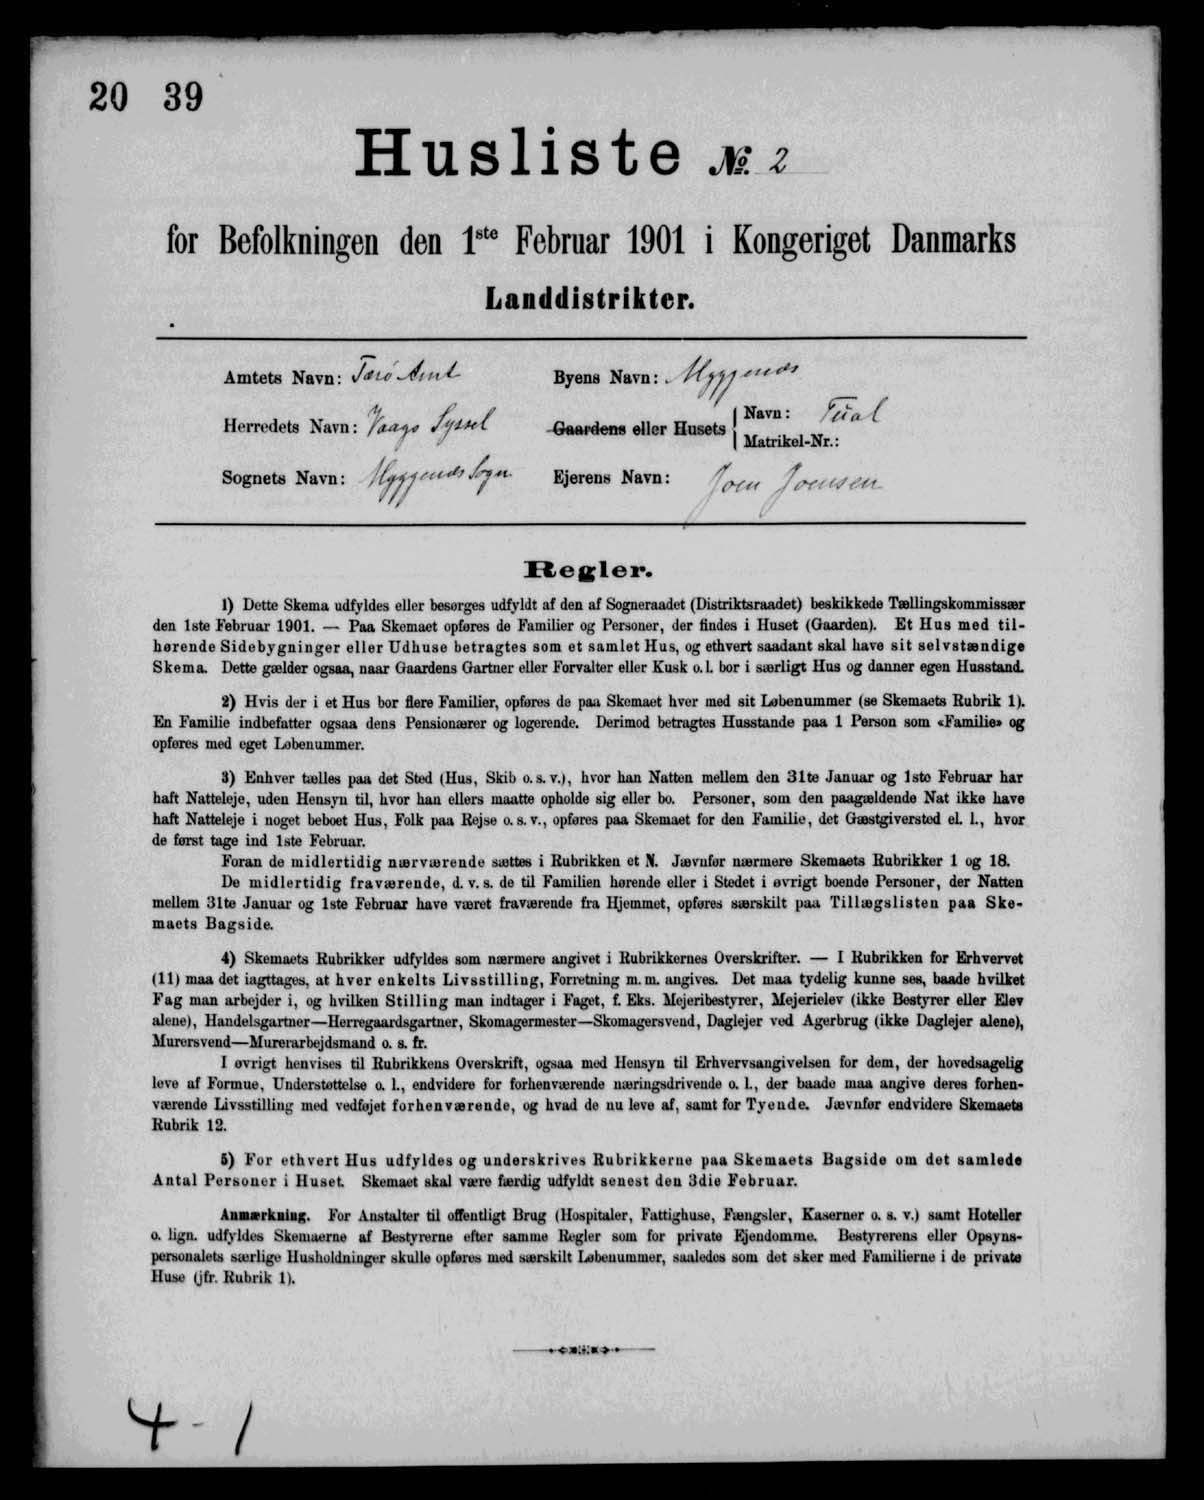 20 39
Husliste № 2
for Befolkningen den 1ste Februar 1901 i Kongeriget Danmarks
Landdistrikter.
Amtets Navn: Færø Amt
Byens Navn: Myggenæs
Herredets Navn: Vaagø Syssel
Gaardens eller Husets
Navn:
Matrikel-Nr.:
Sognets Navn: Myggenæs Sogn
Ejerens Navn: Joen Joensen
Regler.
1) Dette Skema udfyldes eller besørges udfyldt af den af Sogneraadet (Distriktsraadet) beskikkede Tællingskommissær
den 1ste Februar 1901. — Paa Skemaet opføres de Familier og Personer, der findes i Huset (Gaarden). Et Hus med til-
hørende Sidebygninger eller Udhuse betragtes som et samlet Hus, og ethvert saadant skal have sit selvstændige
Skema. Dette gælder ogsaa, naar Gaardens Gartner eller Forvalter eller Kusk o. l. bor i særligt Hus og danner egen Husstand.
2) Hvis der i et Hus bor flere Familier, opføres de paa Skemaet hver med sit Løbenummer (se Skemaets Rubrik 1).
En Familie indbefatter ogsaa dens Pensionærer og logerende. Derimod betragtes Husstande paa 1 Person som «Familie» og
opføres med eget Løbenummer.
3) Enhver tælles paa det Sted (Hus, Skib o. s. v.), hvor han Natten mellem den 31te Januar og 1ste Februar har
haft Natteleje, uden Hensyn til, hvor han ellers maatte opholde sig eller bo. Personer, som den paagældende Nat ikke have
haft Natteleje i noget beboet Hus, Folk paa Rejse o. s. v., opføres paa Skemaet for den Familie, det Gæstgiversted el. l., hvor
de først tage ind 1ste Februar.
Foran de midlertidig nærværende sættes i Rubrikken et N. Jævnfør nærmere Skemaets Rubrikker 1 og 18.
De midlertidig fraværende, d. v. s. de til Familien hørende eller i Stedet i øvrigt boende Personer, der Natten
mellem 31te Januar og 1ste Februar have været fraværende fra Hjemmet, opføres særskilt paa Tillægslisten paa Ske-
maets Bagside.
4) Skemaets Rubrikker udfyldes som nærmere angivet i Rubrikkernes Overskrifter. — I Rubrikken for Erhvervet
(11) maa det iagttages, at hver enkelts Livsstilling, Forretning m. m. angives. Det maa tydelig kunne ses, baade hvilket
Fag man arbejder i, og hvilken Stilling man indtager i Faget, f. Eks. Mejeribestyrer, Mejerielev (ikke Bestyrer eller Elev
alene), Handelsgartner—Herregaardsgartner, Skomagermester—Skomagersvend, Daglejer ved Agerbrug (ikke Daglejer alene),
Murersvend—Murerarbejdsmand o. s. fr.
I øvrigt henvises til Rubrikkens Overskrift, ogsaa med Hensyn til Erhvervsangivelsen for dem, der hovedsagelig
leve af Formue, Understøttelse o. l., endvidere for forhenværende næringsdrivende o. l., der baade maa angive deres forhen-
værende Livsstilling med vedføjet forhenværende, og hvad de nu leve af, samt for Tyende. Jævnfør endvidere Skemaets
Rubrik 12.
5) For ethvert Hus udfyldes og underskrives Rubrikkerne paa Skemaets Bagside om det samlede
Antal Personer i Huset. Skemaet skal være færdig udfyldt senest den 3die Februar.
Anmærkning. For Anstalter til offentligt Brug (Hospitaler, Fattighuse, Fængsler, Kaserner o. s. v.) samt Hoteller
o. lign. udfyldes Skemaerne af Bestyrerne efter samme Regler som for private Ejendomme. Bestyrerens eller Opsyns-
personalets særlige Husholdninger skulle opføres med særskilt Løbenummer, saaledes som det sker med Familierne i de private
Huse (jfr. Rubrik 1).
4 - 1